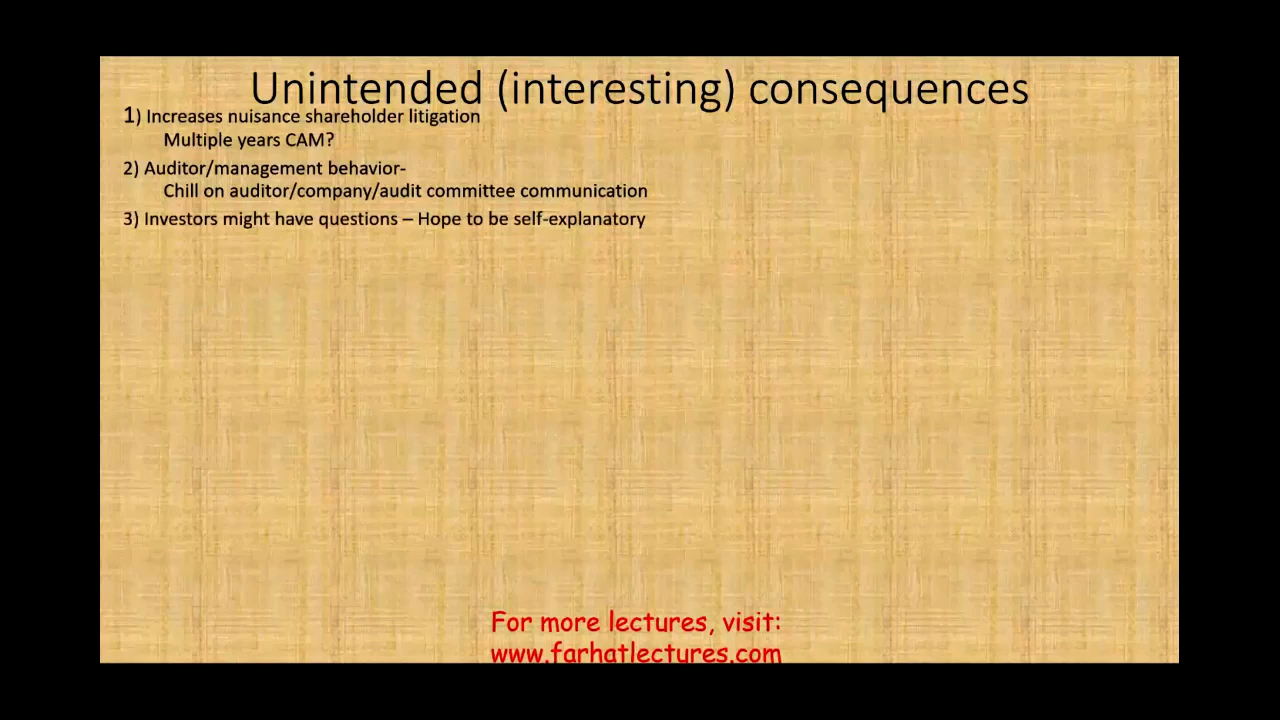 Unintended (interesting) consequences
1) Increases nuisance shareholder litigation
Multiple years CAM?
2) Auditor/management behavior-
Chill on auditor/company/audit committee communication
3) Investors might have questions – Hope to be self-explanatory
For more lectures, visit:
www.farhatlectures.com